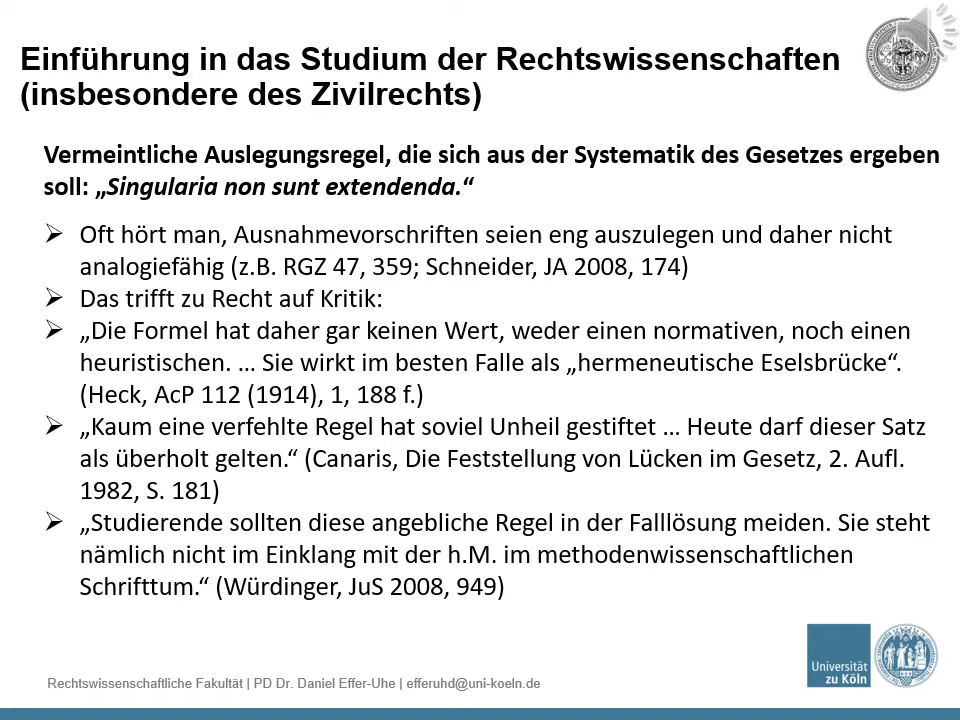 Einführung in das Studium der Rechtswissenschaften
(insbesondere des Zivilrechts)
Vermeintliche Auslegungsregel, die sich aus der Systematik des Gesetzes ergeben
soll: „Singularia non sunt extendenda.“
Oft hört man, Ausnahmevorschriften seien eng auszulegen und daher nicht
analogiefähig (z.B. RGZ 47, 359; Schneider, JA 2008, 174)
Das trifft zu Recht auf Kritik:
„Die Formel hat daher gar keinen Wert, weder einen normativen, noch einen
heuristischen. … Sie wirkt im besten Falle als „hermeneutische Eselsbrücke“.
(Heck, AcP 112 (1914), 1, 188 f.)
„Kaum eine verfehlte Regel hat soviel Unheil gestiftet … Heute darf dieser Satz
als überholt gelten.“ (Canaris, Die Feststellung von Lücken im Gesetz, 2. Aufl.
1982, S. 181)
„Studierende sollten diese angebliche Regel in der Falllösung meiden. Sie steht
nämlich nicht im Einklang mit der h.M. im methodenwissenschaftlichen
Schrifttum.“ (Würdinger, JuS 2008, 949)
Universität
zu Köln
Rechtswissenschaftliche Fakultät | PD Dr. Daniel Effer-Uhe | efferuhd@uni-koeln.de